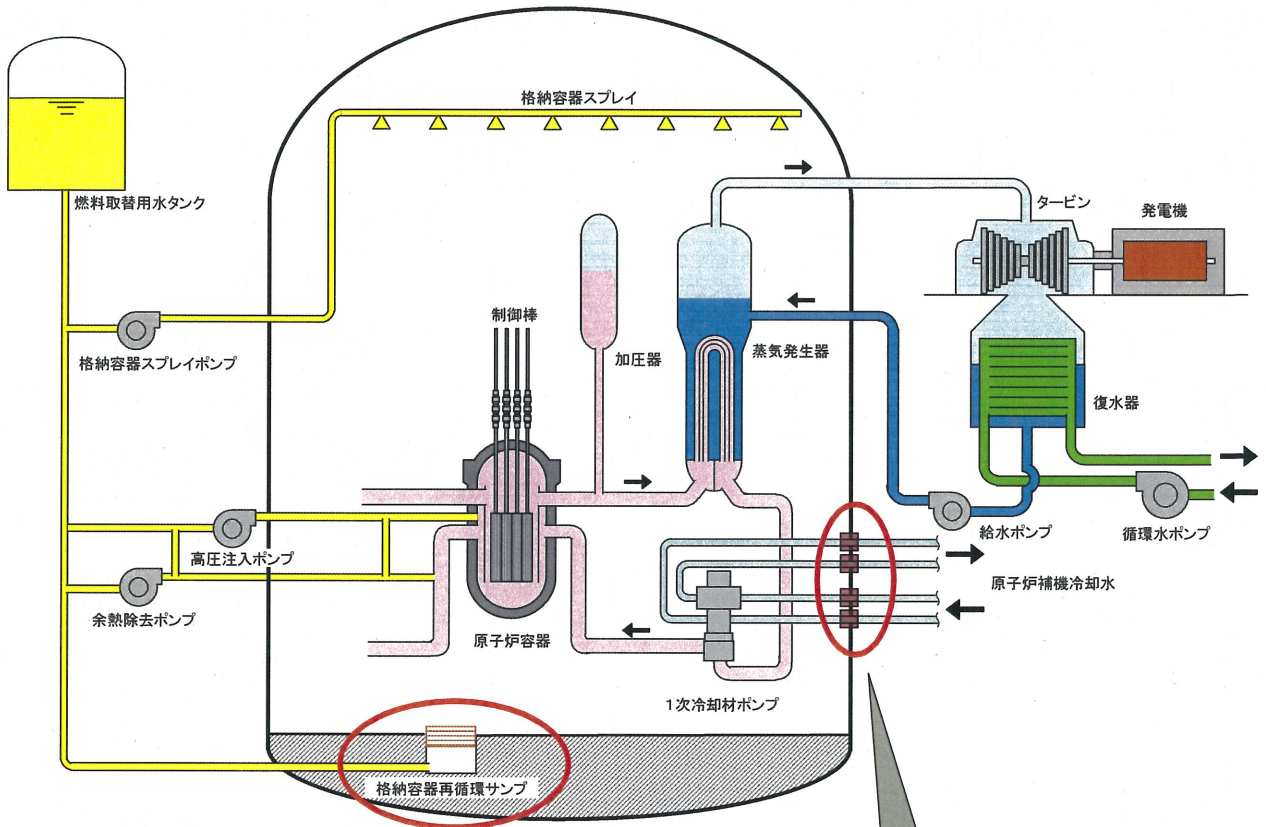 格納容器スプレイ
燃料取替用水タンク
タービン
発電機
制御棒
格納容器スプレイポンプ
加圧器
蒸気発生器
復水器
高圧注入ポンプ
給水ポンプ
循環水ポンプ
余熱除去ポンプ
原子炉容器
原子炉補機冷却水
1次冷却材ポンプ
格納容器再循環サンプ